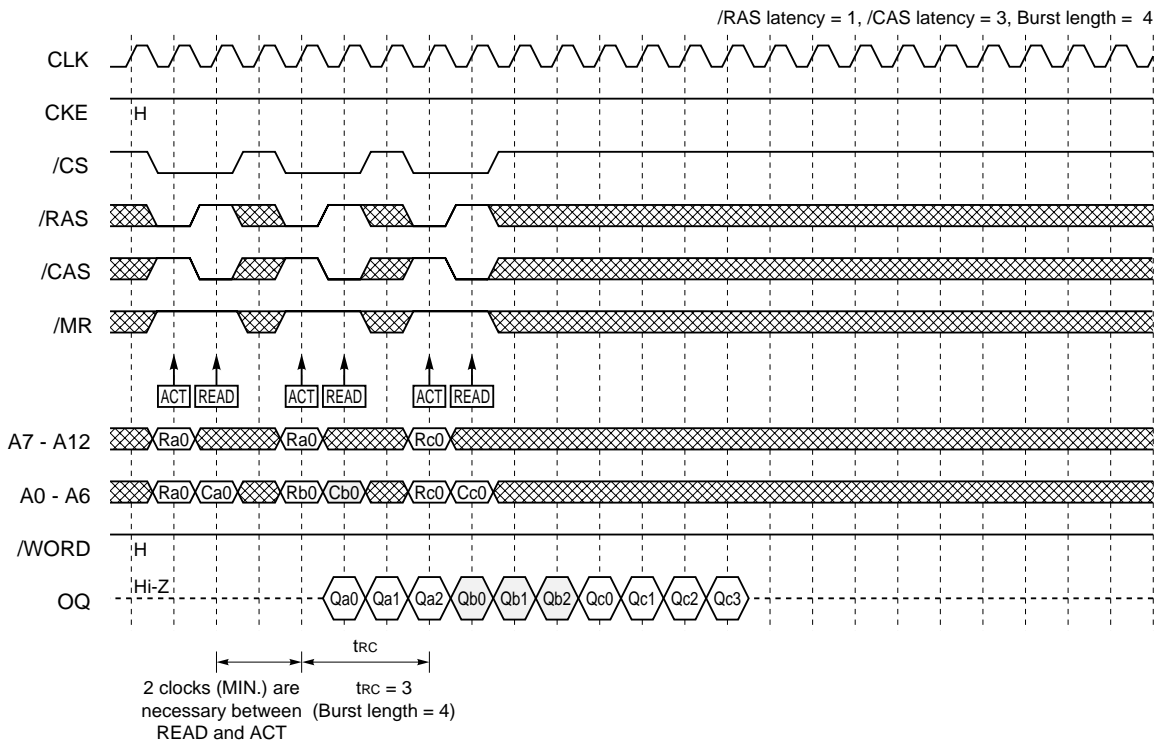 /RAS latency = 1, /CAS latency = 3, Burst length = 4
CLK
CKE H
/CS
/RAS
/CAS
/MR
ACT READ ACT READ ACT READ
A7 - A12 Ra0 Ra0 Rc0
A0 - A6 Ra0 Ca0 Rb0 Cb0 Rc0 Cc0
/WORD H
Hi-Z
OQ Qa0 Qa1 Qa2 Qb0 Qb1 Qb2 Qc0 Qc1 Qc2 Qc3
tRC
2 clocks (MIN.) are
necessary between
READ and ACT
tRC = 3
(Burst length = 4)